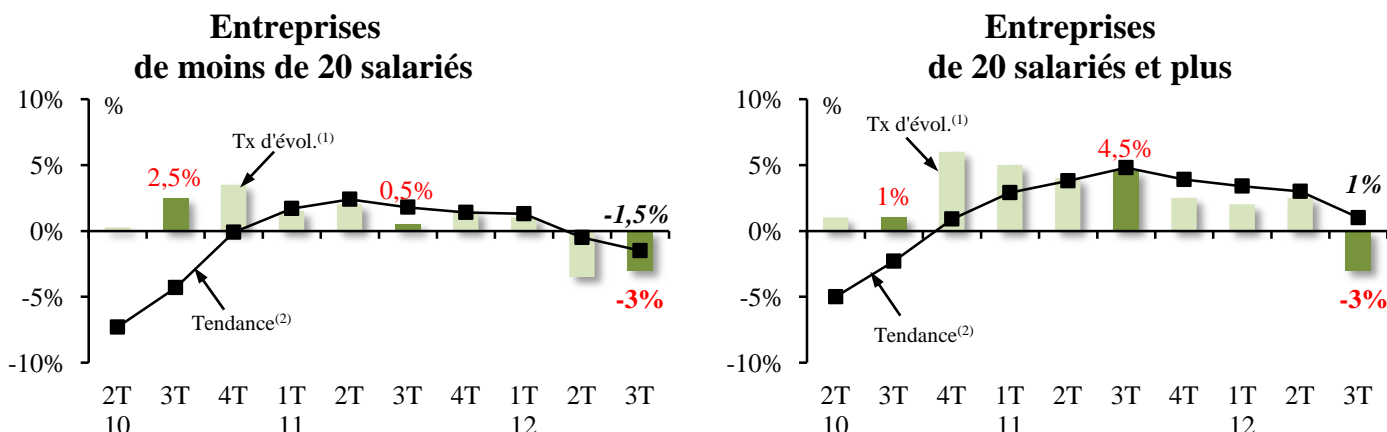 Entreprises
de moins de 20 salariés
10%
%
Tx d'évol.(1)
5%
2,5%
0,5%
-1,5%
0%
-5%
-3%
Tendance(2)
-10%
2T 3T 4T 1T 2T 3T 4T 1T 2T 3T
10 11 12
Entreprises
de 20 salariés et plus
10%
%
Tx d'évol.(1)
4,5%
5%
1%
1%
0%
-5%
-3%
Tendance(2)
-10%
2T 3T 4T 1T 2T 3T 4T 1T 2T 3T
10 11 12